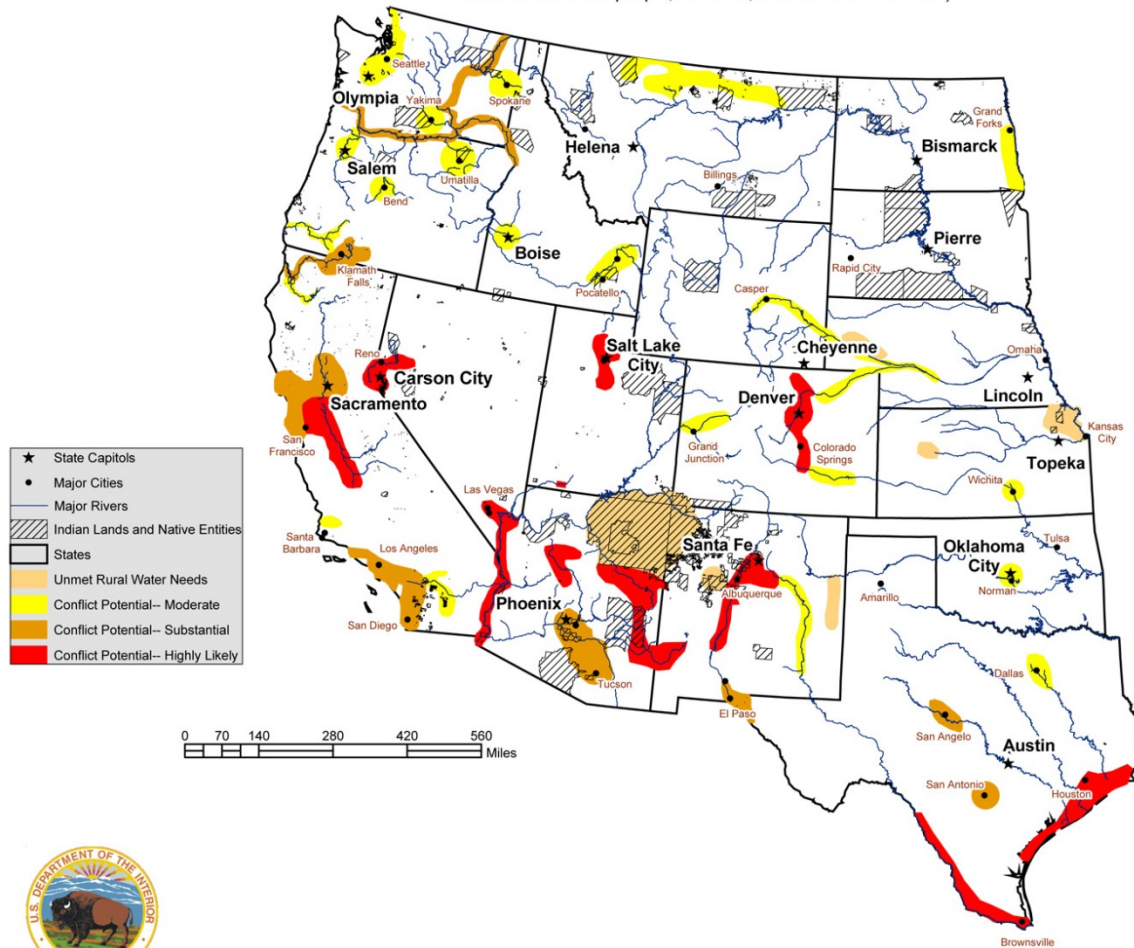 Seattle
Olympia
Yakima
Spokane
Salem
Umatilla
Bend
Helena
Billings
Bismarck
Grand
Forks
Boise
Pierre
Rapid City
Klamath
Falls
Pocatello
Casper
Reno
Carson City
Salt Lake
City
Cheyenne
Omaha
Lincoln
Sacramento
San
Francisco
Denver
Grand
Junction
Colorado
Springs
Kansas
City
Topeka
Wichita
Las Vegas
Santa
Barbara
Los Angeles
San Diego
Phoenix
Tucson
Santa Fe
Albuquerque
Amarillo
Tulsa
Oklahoma
City
Norman
El Paso
Dallas
San Angelo
Austin
San Antonio
Houston
Brownsville
State Capitols
Major Cities
Major Rivers
Indian Lands and Native Entities
States
Unmet Rural Water Needs
Conflict Potential-- Moderate
Conflict Potential-- Substantial
Conflict Potential-- Highly Likely
0 70 140 280 420 560
Miles
U.S. DEPARTMENT OF THE INTERIOR